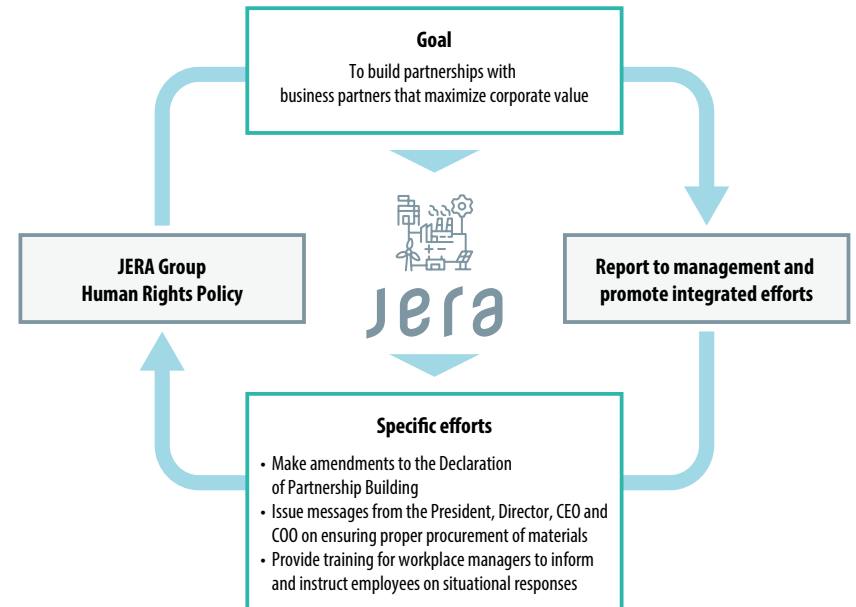 Goal
To build partnerships with
business partners that maximize corporate value
JERA Group
Human Rights Policy
jera
Report to management and
promote integrated efforts
Specific efforts
• Make amendments to the Declaration
of Partnership Building
• Issue messages from the President, Director, CEO and
COO on ensuring proper procurement of materials
• Provide training for workplace managers to inform
and instruct employees on situational responses